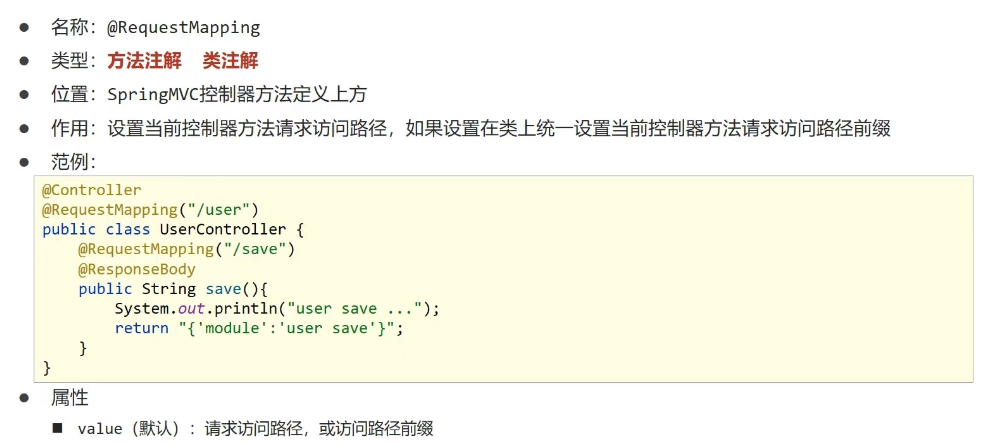 ● 名称：@RequestMapping
● 类型：方法注解 类注解
● 位置：SpringMVC控制器方法定义上方
● 作用：设置当前控制器方法请求访问路径，如果设置在类上统一设置当前控制器方法请求访问路径前缀
● 范例：
@Controller
@RequestMapping("/user")
public class UserController {
    @RequestMapping("/save")
    @ResponseBody
    public String save(){
        System.out.println("user save ...");
        return "{'module':'user save'}";
    }
}
● 属性
■ value（默认）：请求访问路径，或访问路径前缀